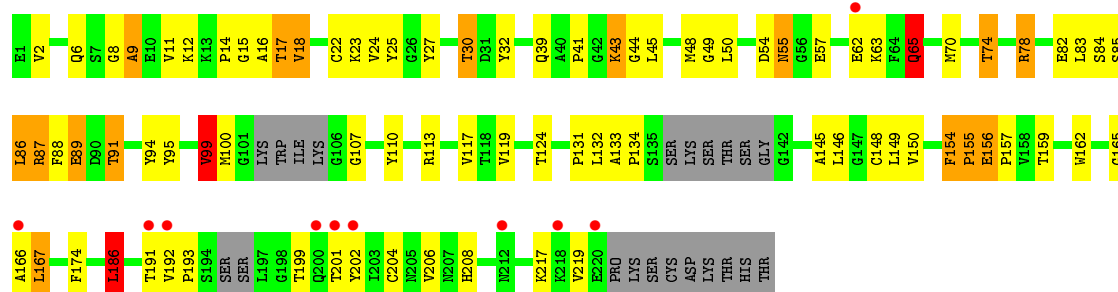 E1 V2 Q6 S7 G8 A9 E10 V11 K12 K13 P14 G15 A16 T17 V18 C22 K23 V24 Y25 G26 Y27 T30 D31 Y32 Q39 A40 P41 G42 K43 G44 L45 M48 G49 L50 D54 N55 G56 E57 E62 K63 F64 Q65 M70 T74 R78 E82 L83 S84 S85
L86 R87 F88 E89 D90 T91 Y94 Y95 V99 M100 G101 LYS TRP ILE LYS G106 G107 Y110 R113 V117 T118 V119 T124 P131 L132 A133 P134 S135 SER LYS SER THR SER GLY G142 A145 L146 G147 C148 L149 V150 F154 P155 E156 P157 V158 T159 W162
A166 L167 F174 L186 T191 V192 P193 S194 SER SER L197 G198 T199 Q200 T201 Y202 I203 C204 N205 V206 N207 H208 N212 K217 K218 V219 E220 PRO LYS SER CYS ASP LYS THR HIS THR